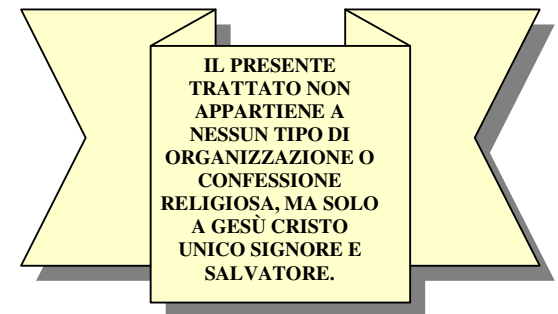 IL PRESENTE
TRATTATO NON
APPARTIENE A
NESSUN TIPO DI
ORGANIZZAZIONE O
CONFESSIONE
RELIGIOSA, MA SOLO
A GESÙ CRISTO
UNICO SIGNORE E
SALVATORE.